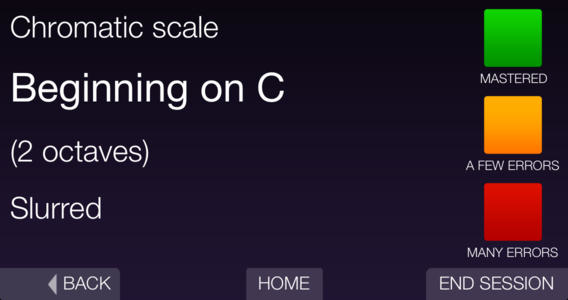 Chromatic scale
Beginning on C
(2 octaves)
Slurred
MASTERED
A FEW ERRORS
MANY ERRORS
BACK
HOME
END SESSION